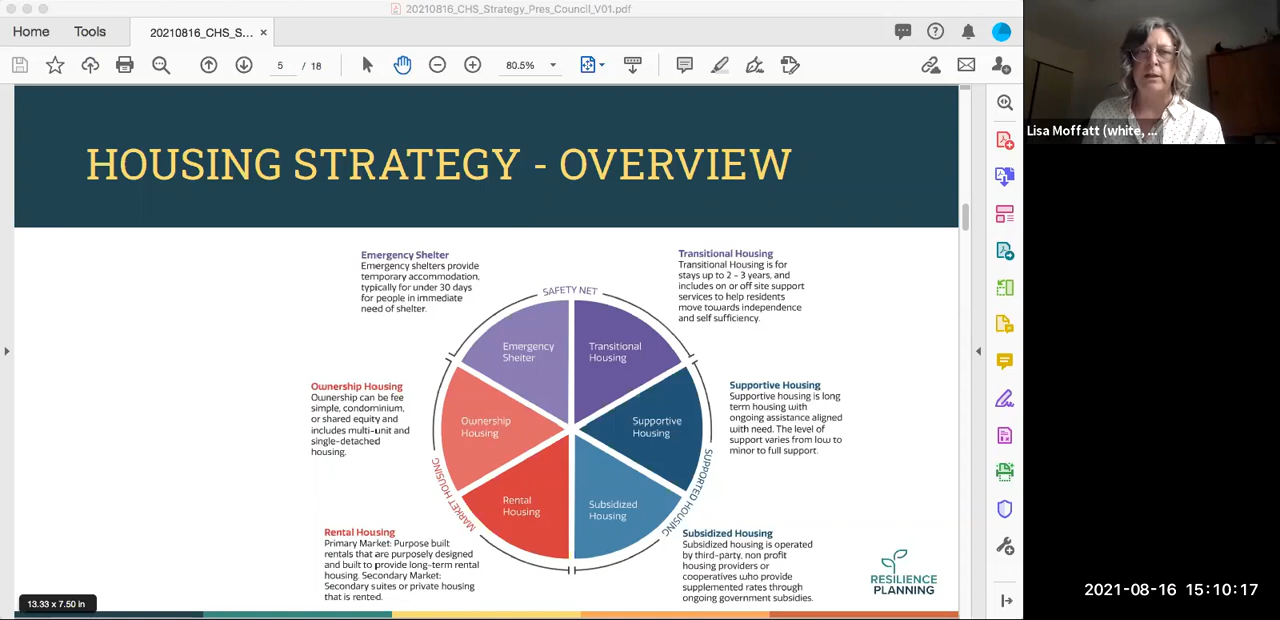 20210816_CHS_Strategy_Pres_Council_V01.pdf
Home
Tools
20210816_CHS_S... ×
5 / 18
80.5%
Lisa Moffatt (white, ...
HOUSING STRATEGY - OVERVIEW
Emergency Shelter
Emergency shelters provide
temporary accommodation,
typically for under 30 days
for people in immediate
need of shelter.
Transitional Housing
Transitional Housing is for
stays up to 2 - 3 years, and
includes on or off site support
services to help residents
move towards independence
and self sufficiency.
SAFETY NET
Emergency
Shelter
Transitional
Housing
Ownership Housing
Ownership can be fee
simple, condominium,
or shared equity and
includes multi-unit and
single-detached
housing.
Ownership
Housing
Supportive
Housing
Supportive Housing
Supportive housing is long
term housing with
ongoing assistance aligned
with need. The level of
support varies from low to
minor to full support.
MARKET HOUSING
SUPPORTED HOUSING
Rental
Housing
Subsidized
Housing
Rental Housing
Primary Market: Purpose built
rentals that are purposely designed
and built to provide long-term rental
housing. Secondary Market:
Secondary suites or private housing
that is rented.
Subsidized Housing
Subsidized housing is operated
by third-party, non profit
housing providers or
cooperatives who provide
supplemented rates through
ongoing government subsidies.
RESILIENCE
PLANNING
13.33 x 7.50 in
2021-08-16 15:10:17